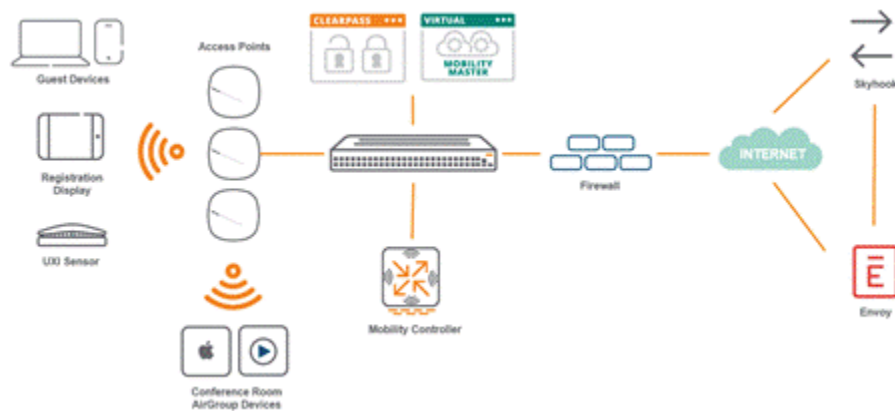 CLEARPASS
VIRTUAL
MOBILITY
MASTER
Access Points
Guest Devices
Skyhook
Registration
Display
Firewall
INTERNET
UXI Sensor
Mobility Controller
E
Envoy
Conference Room
AirGroup Devices